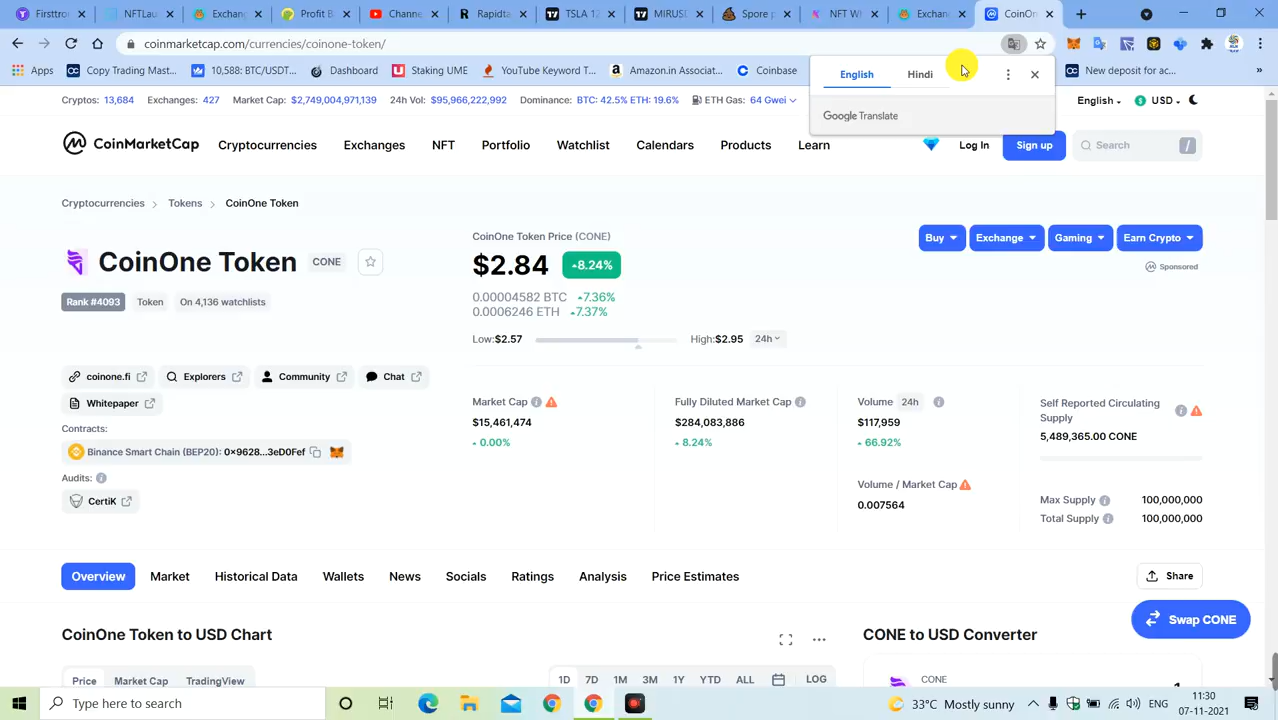 Firstrade
Profit B
Portfolio
Channel c
Price
TSLA 12
MIRUSD
Spore p
NFT Vol
Coinbas
CoinOn
coinmarketcap.com/currencies/coinone-token/
Apps
Copy Trading Mast...
10,588: BTC/USDT...
Dashboard
Staking UME
YouTube Keyword T...
Amazon.in Associat...
Coinbase
New deposit for ac...
»
English
Hindi
Google Translate
Cryptos: 13,684
Exchanges: 427
Market Cap: $2,749,004,971,139
24h Vol: $95,966,222,992
Dominance: BTC: 42.5% ETH: 19.6%
ETH Gas: 64 Gwei
English
USD
CoinMarketCap
Cryptocurrencies
Exchanges
NFT
Portfolio
Watchlist
Calendars
Products
Learn
Log In
Sign up
Search
/
Cryptocurrencies
Tokens
CoinOne Token
CoinOne Token
CONE
Rank #4093
Token
On 4,136 watchlists
coinone.fi
Explorers
Community
Chat
Whitepaper
Contracts:
Binance Smart Chain (BEP20): 0x9628...3eD0Fef
Audits:
CertiK
CoinOne Token Price (CONE)
$2.84
8.24%
0.00004582 BTC 7.36%
0.0006246 ETH 7.37%
Low:$2.57
High:$2.95
24h
Buy
Exchange
Gaming
Earn Crypto
Sponsored
Market Cap
$15,461,474
0.00%
Fully Diluted Market Cap
$284,083,886
8.24%
Volume 24h
$117,959
66.92%
Volume / Market Cap
0.007564
Self Reported Circulating
Supply
5,489,365.00 CONE
Max Supply 100,000,000
Total Supply 100,000,000
Overview
Market
Historical Data
Wallets
News
Socials
Ratings
Analysis
Price Estimates
Share
Swap CONE
CoinOne Token to USD Chart
CONE to USD Converter
Price
Market Cap
TradingView
1D
7D
1M
3M
1Y
YTD
ALL
LOG
CONE
1
Type here to search
33°C Mostly sunny
ENG
11:30
07-11-2021